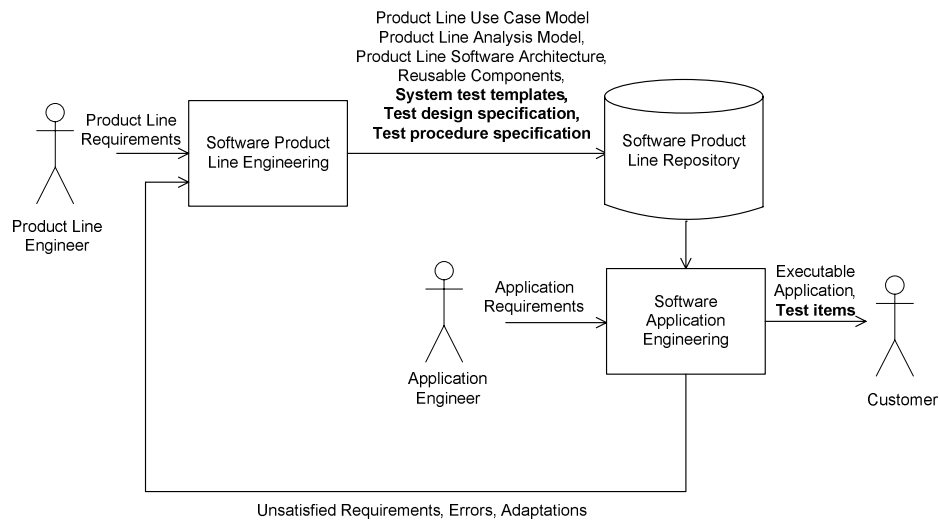 Product Line Use Case Model
Product Line Analysis Model,
Product Line Software Architecture,
Reusable Components,
System test templates,
Test design specification,
Test procedure specification
Product Line
Requirements
Software Product
Line Engineering
Software Product
Line Repository
Product Line
Engineer
Application
Requirements
Software
Application
Engineering
Executable
Application,
Test items
Application
Engineer
Customer
Unsatisfied Requirements, Errors, Adaptations